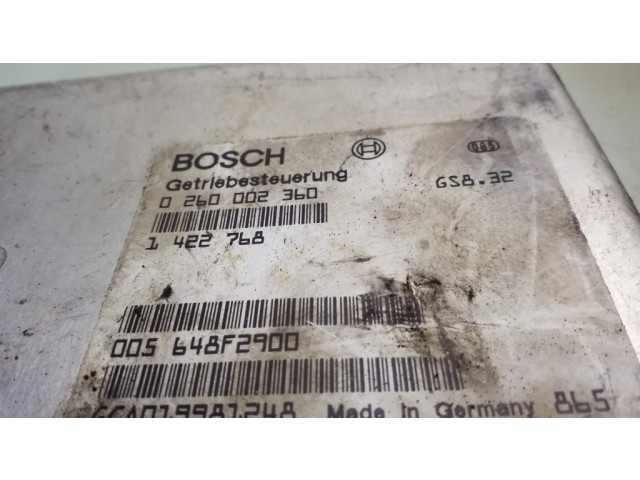 BOSCH
Getriebesteuerung
GS8.32
0 260 002 360
1 422 768
005 648F2900
Made in Germany 865